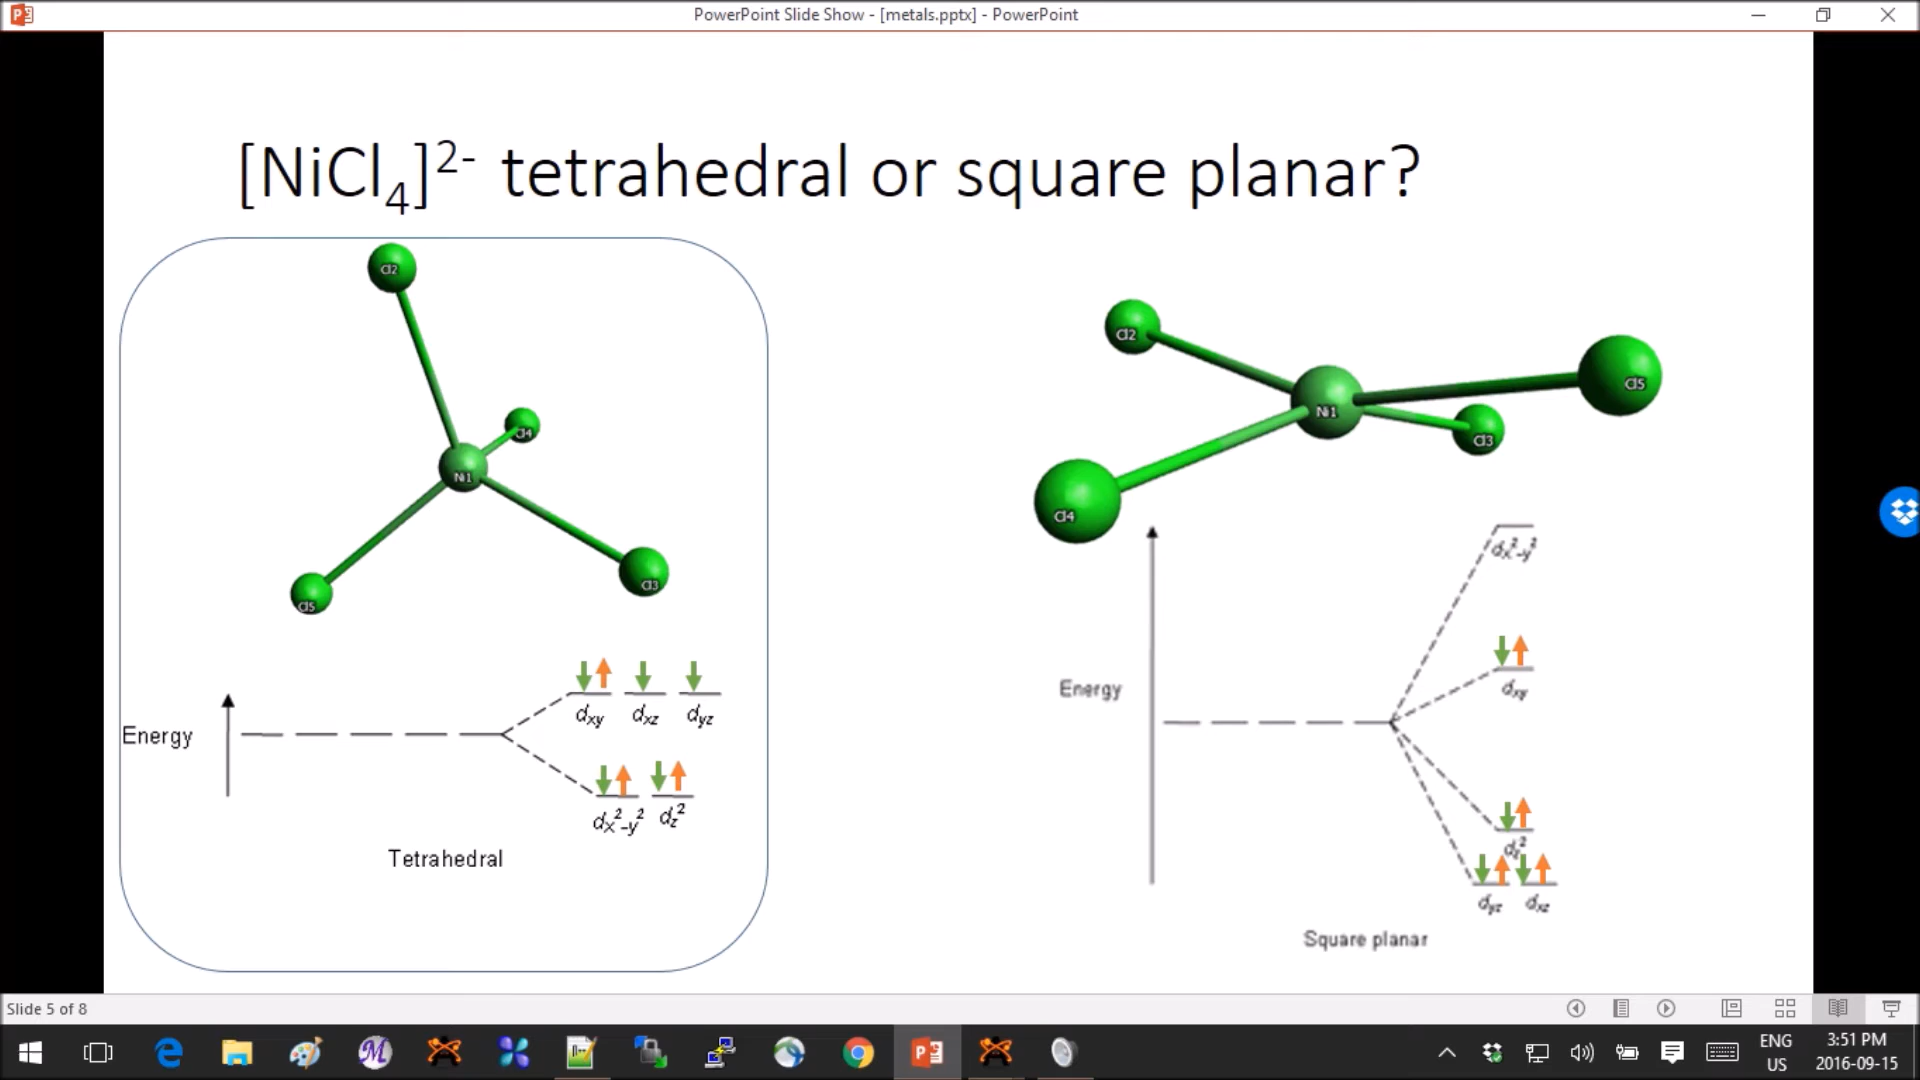 PowerPoint Slide Show - [metals.pptx] - PowerPoint
[NiCl₄]²⁻ tetrahedral or square planar?
Cl2
Cl4
Ni1
Cl3
Cl5
Energy
dxy dxz dyz
dx²-y² dz²
Tetrahedral
Cl2
Cl5
Ni1
Cl3
Cl4
dx²-y²
Energy
dxy
dz²
dyz dxz
Square planar
Slide 5 of 8
ENG
US
3:51 PM
2016-09-15